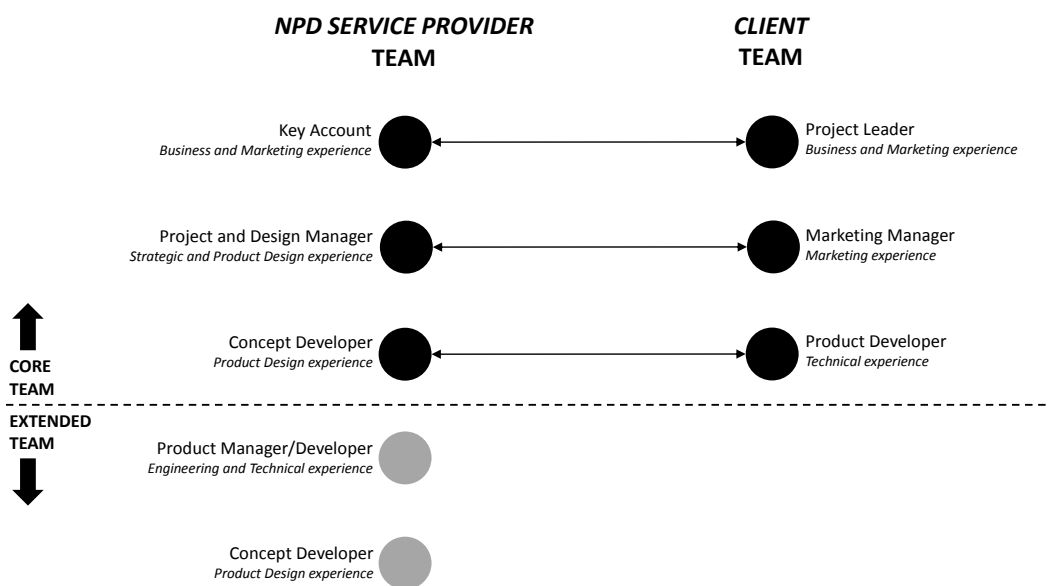 NPD SERVICE PROVIDER
TEAM
CLIENT
TEAM
Key Account
Business and Marketing experience
Project Leader
Business and Marketing experience
Project and Design Manager
Strategic and Product Design experience
Marketing Manager
Marketing experience
Concept Developer
Product Design experience
Product Developer
Technical experience
CORE
TEAM
EXTENDED
TEAM
Product Manager/Developer
Engineering and Technical experience
Concept Developer
Product Design experience